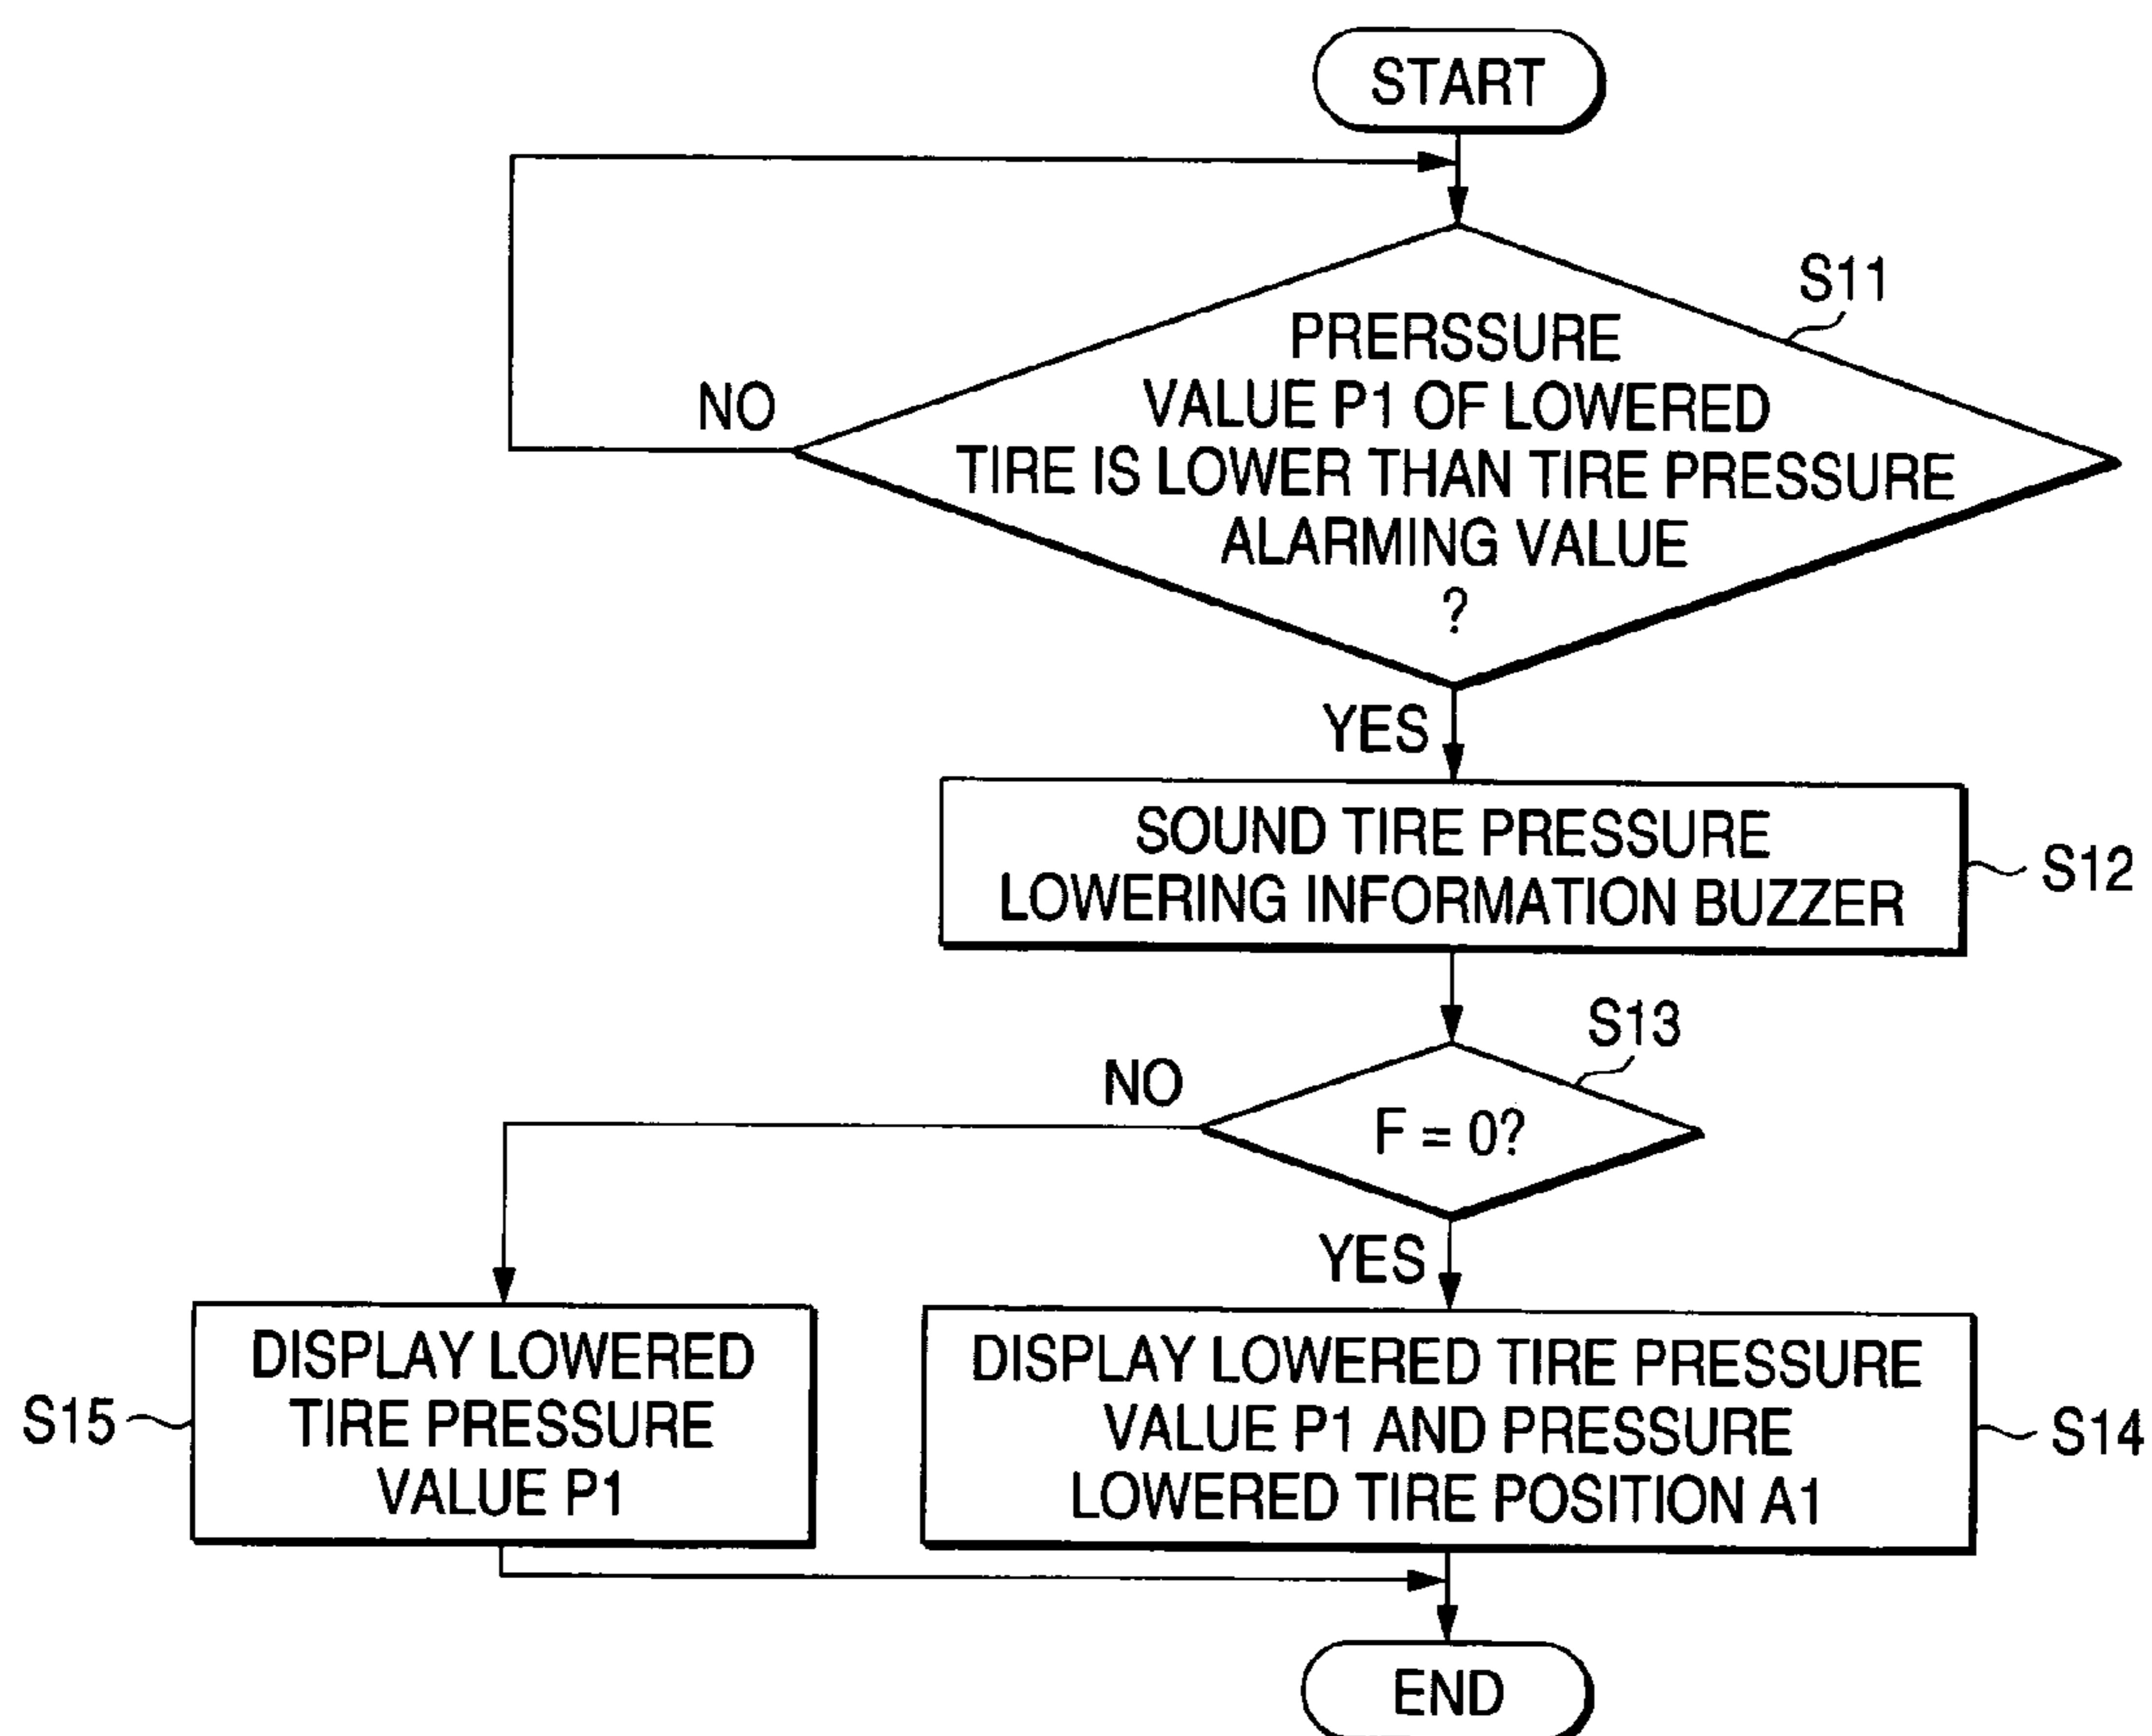 START
S11
PRERSSURE
VALUE P1 OF LOWERED
TIRE IS LOWER THAN TIRE PRESSURE
ALARMING VALUE
?
NO
YES
SOUND TIRE PRESSURE
LOWERING INFORMATION BUZZER
S12
S13
F = 0?
NO
YES
S15
DISPLAY LOWERED
TIRE PRESSURE
VALUE P1
DISPLAY LOWERED TIRE PRESSURE
VALUE P1 AND PRESSURE
LOWERED TIRE POSITION A1
S14
END